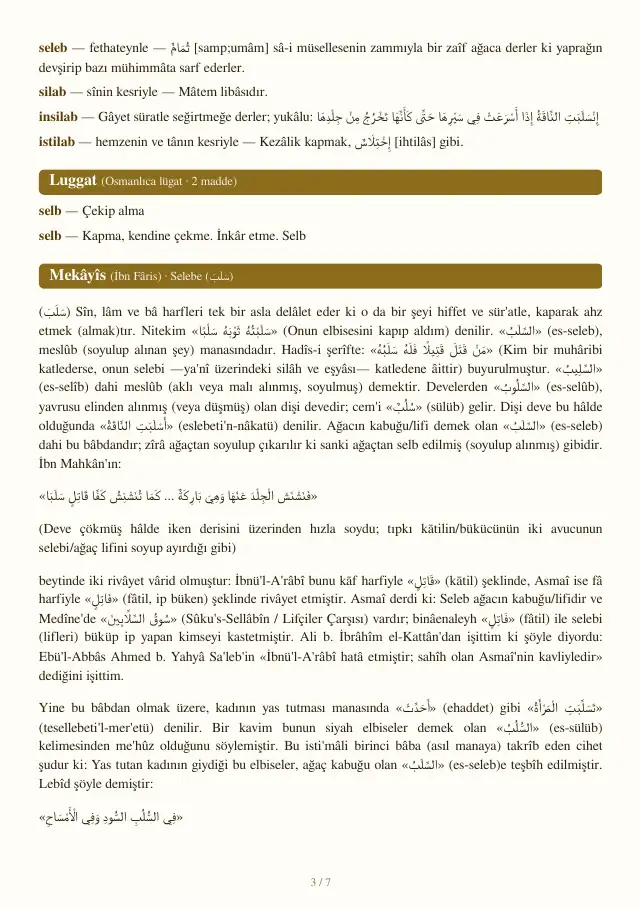 seleb — fethateynle — ثُمَامٌ [samp;umâm] sâ-i müsellesenin zammıyla bir zaîf ağaca derler ki yaprağın
devşirip bazı mühimmâta sarf ederler.
silab — sînin kesriyle — Mâtem libâsıdır.
insilab — Gâyet süratle seğirtmeğe derler; yukâlu: إِنْسَلَبَتِ النَّاقَةُ إِذَا أَسْرَعَتْ فِي سَيْرِهَا حَتَّى كَأَنَّهَا تَخْرُجُ مِنْ جِلْدِهَا
istilab — hemzenin ve tânın kesriyle — Kezâlik kapmak, إِخْتِلَاسٌ [ihtilâs] gibi.
Luggat (Osmanlıca lügat · 2 madde)
selb — Çekip alma
selb — Kapma, kendine çekme. İnkâr etme. Selb
Mekâyîs (İbn Fâris) · Selebe (سَلَبَ)
(سَلَبَ) Sîn, lâm ve bâ harfleri tek bir asla delâlet eder ki o da bir şeyi hiffet ve sür'atle, kaparak ahz
etmek (almak)tır. Nitekim «سَلَبْتُهُ ثَوْبَهُ سَلْبًا» (Onun elbisesini kapıp aldım) denilir. «السَّلَبُ» (es-seleb),
meslûb (soyulup alınan şey) manasındadır. Hadîs-i şerîfte: «مَنْ قَتَلَ قَتِيلًا فَلَهُ سَلَبُهُ» (Kim bir muhâribi
katlederse, onun selebi —ya'nî üzerindeki silâh ve eşyâsı— katledene âittir) buyurulmuştur. «السَّلِيبُ»
(es-selîb) dahi meslûb (aklı veya malı alınmış, soyulmuş) demektir. Develerden «السَّلُوبُ» (es-selûb),
yavrusu elinden alınmış (veya düşmüş) olan dişi devedir; cem'i «سُلُبٌ» (sülüb) gelir. Dişi deve bu hâlde
olduğunda «أَسْلَبَتِ النَّاقَةُ» (eslebeti'n-nâkatü) denilir. Ağacın kabuğu/lifi demek olan «السَّلَبُ» (es-seleb)
dahi bu bâbdandır; zîrâ ağaçtan soyulup çıkarılır ki sanki ağaçtan selb edilmiş (soyulup alınmış) gibidir.
İbn Mahkân'ın:
«فَنَشْنَشَ الْجِلْدَ عَنْهَا وَهِيَ بَارِكَةٌ ... كَمَا تُنَشْنِشُ كَفَّا قَاتِلٍ سَلَبَا»
(Deve çökmüş hâlde iken derisini üzerinden hızla soydu; tıpkı kātilin/bükücünün iki avucunun
selebi/ağaç lifini soyup ayırdığı gibi)
beytinde iki rivâyet vârid olmuştur: İbnü'l-A'râbî bunu kāf harfiyle «قَاتِلٍ» (kātil) şeklinde, Asmaî ise fâ
harfiyle «فَاتِلٍ» (fâtil, ip büken) şeklinde rivâyet etmiştir. Asmaî derdi ki: Seleb ağacın kabuğu/lifidir ve
Medîne'de «سُوقُ السَّلَّابِينَ» (Sûku's-Sellâbîn / Lifçiler Çarşısı) vardır; binâenaleyh «فَاتِلٍ» (fâtil) ile selebi
(lifleri) büküp ip yapan kimseyi kastetmiştir. Ali b. İbrâhîm el-Kattân'dan işittim ki şöyle diyordu:
Ebü'l-Abbâs Ahmed b. Yahyâ Sa'leb'in «İbnü'l-A'râbî hatâ etmiştir; sahîh olan Asmaî'nin kavliyledir»
dediğini işittim.
Yine bu bâbdan olmak üzere, kadının yas tutması manasında «أَحَدَّتْ» (ehaddet) gibi «تَسَلَّبَتِ الْمَرْأَةُ»
(tesellebeti'l-mer'etü) denilir. Bir kavim bunun siyah elbiseler demek olan «السُّلُبُ» (es-sülüb)
kelimesinden me'hûz olduğunu söylemiştir. Bu isti'mâli birinci bâba (asıl manaya) takrîb eden cihet
şudur ki: Yas tutan kadının giydiği bu elbiseler, ağaç kabuğu olan «السَّلَبُ» (es-seleb)e teşbîh edilmiştir.
Lebîd şöyle demiştir:
«فِي السُّلُبِ السُّودِ وَفِي الْأَمْسَاحِ»
3 / 7